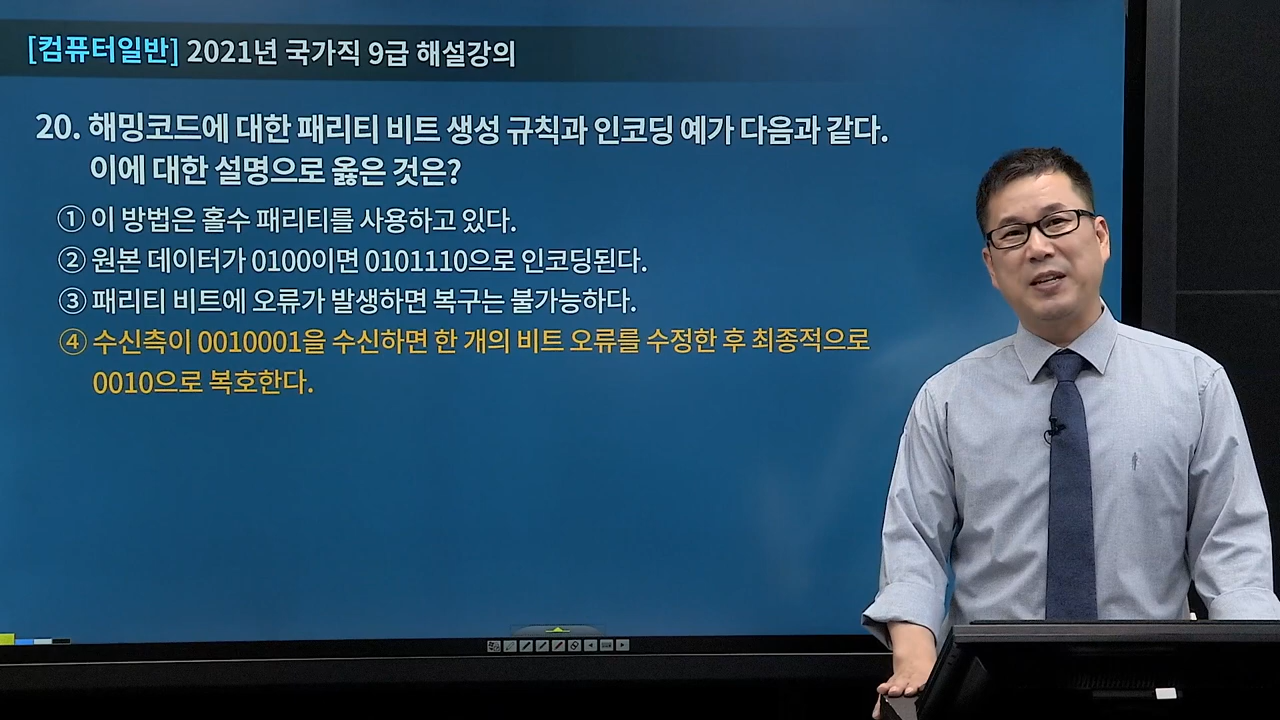 [컴퓨터일반] 2021년 국가직 9급 해설강의
20. 해밍코드에 대한 패리티 비트 생성 규칙과 인코딩 예가 다음과 같다.
이에 대한 설명으로 옳은 것은?
① 이 방법은 홀수 패리티를 사용하고 있다.
② 원본 데이터가 0100이면 0101110으로 인코딩된다.
③ 패리티 비트에 오류가 발생하면 복구는 불가능하다.
④ 수신측이 0010001을 수신하면 한 개의 비트 오류를 수정한 후 최종적으로
0010으로 복호한다.